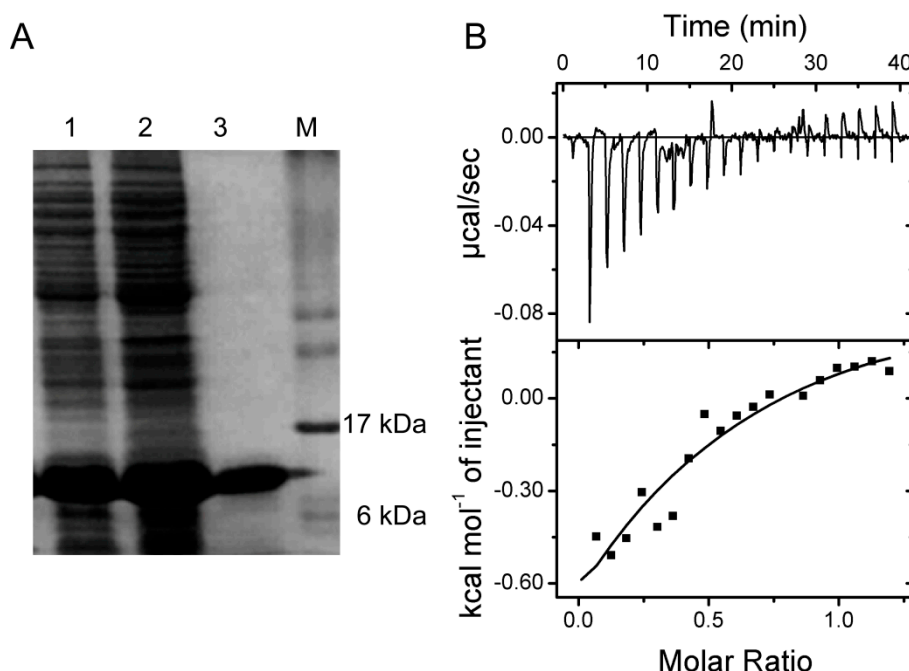 A
1 2 3 M
17 kDa
6 kDa
B
Time (min)
0 10 20 30 40
µcal/sec
0.00
-0.04
-0.08
kcal mol⁻¹ of injectant
0.00
-0.30
-0.60
0.0 0.5 1.0
Molar Ratio